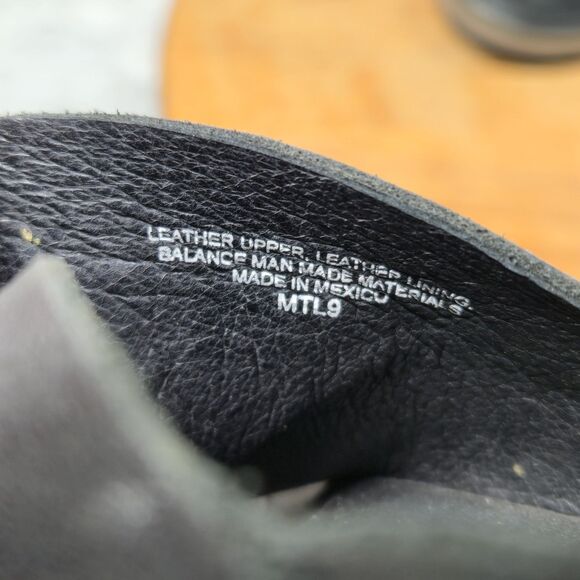 LEATHER UPPER, LEATHER LINING.
BALANCE MAN MADE MATERIALS
MADE IN MEXICO
MTL9